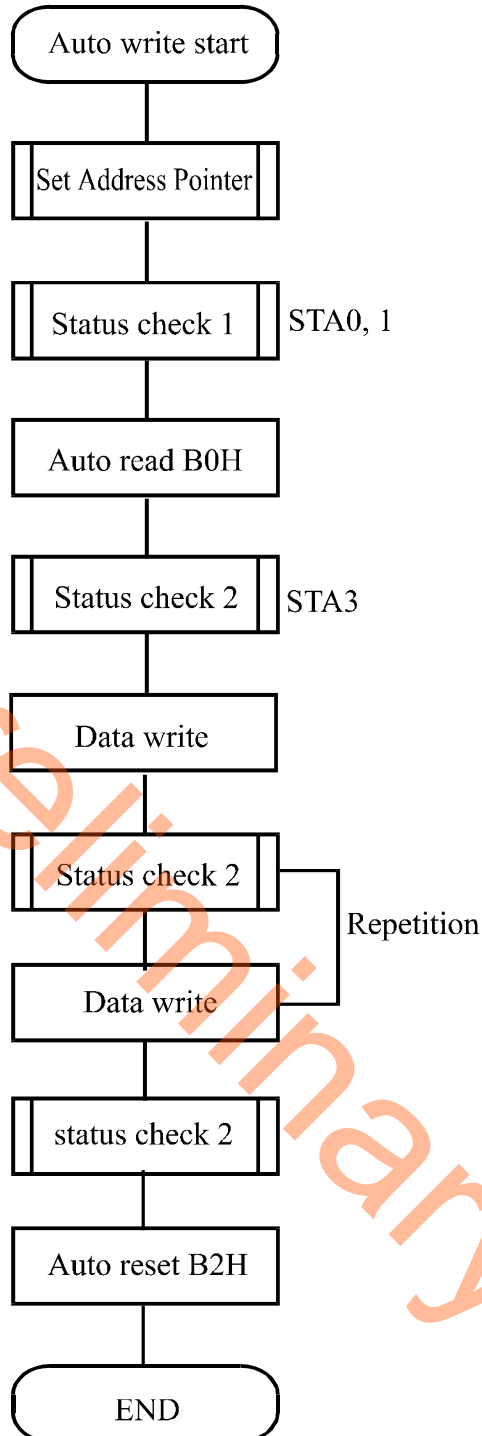 Auto write start
Set Address Pointer
Status check 1
STA0, 1
Auto read B0H
Status check 2
STA3
Data write
Status check 2
Repetition
Data write
status check 2
Auto reset B2H
END
eliminary